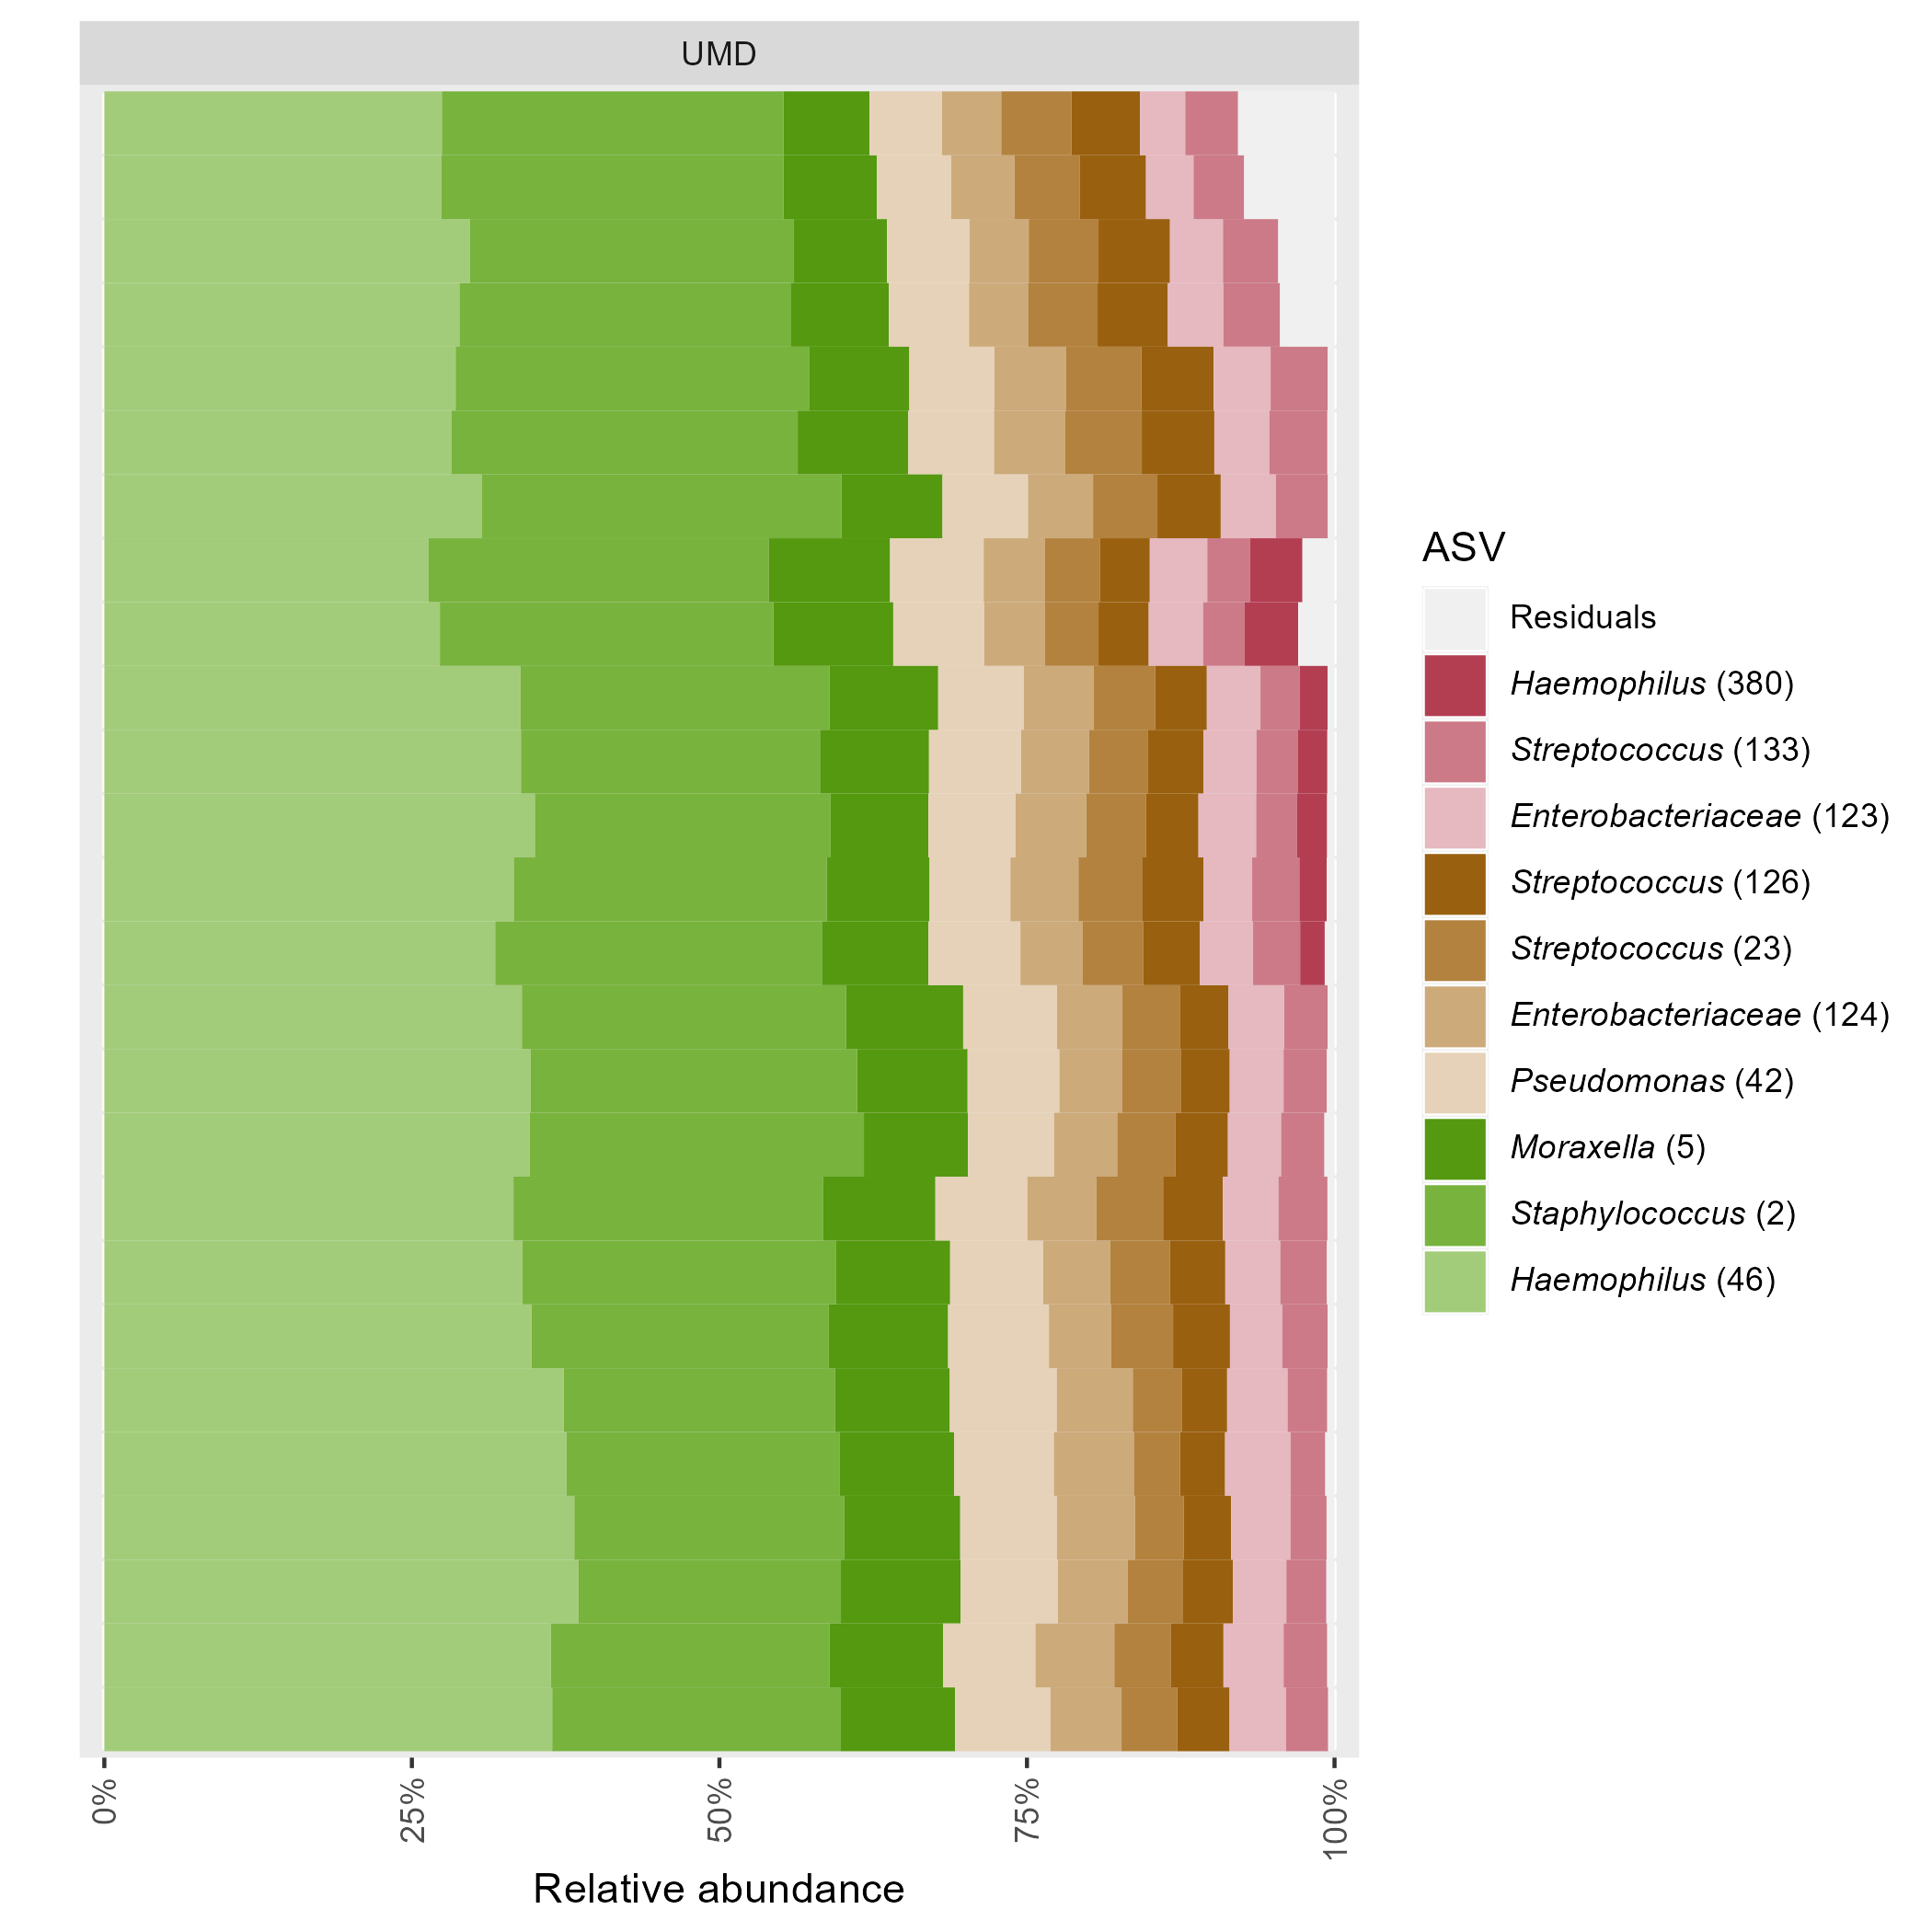 UMD
ASV
Residuals
Haemophilus (380)
Streptococcus (133)
Enterobacteriaceae (123)
Streptococcus (126)
Streptococcus (23)
Enterobacteriaceae (124)
Pseudomonas (42)
Moraxella (5)
Staphylococcus (2)
Haemophilus (46)
0%
25%
50%
75%
100%
Relative abundance